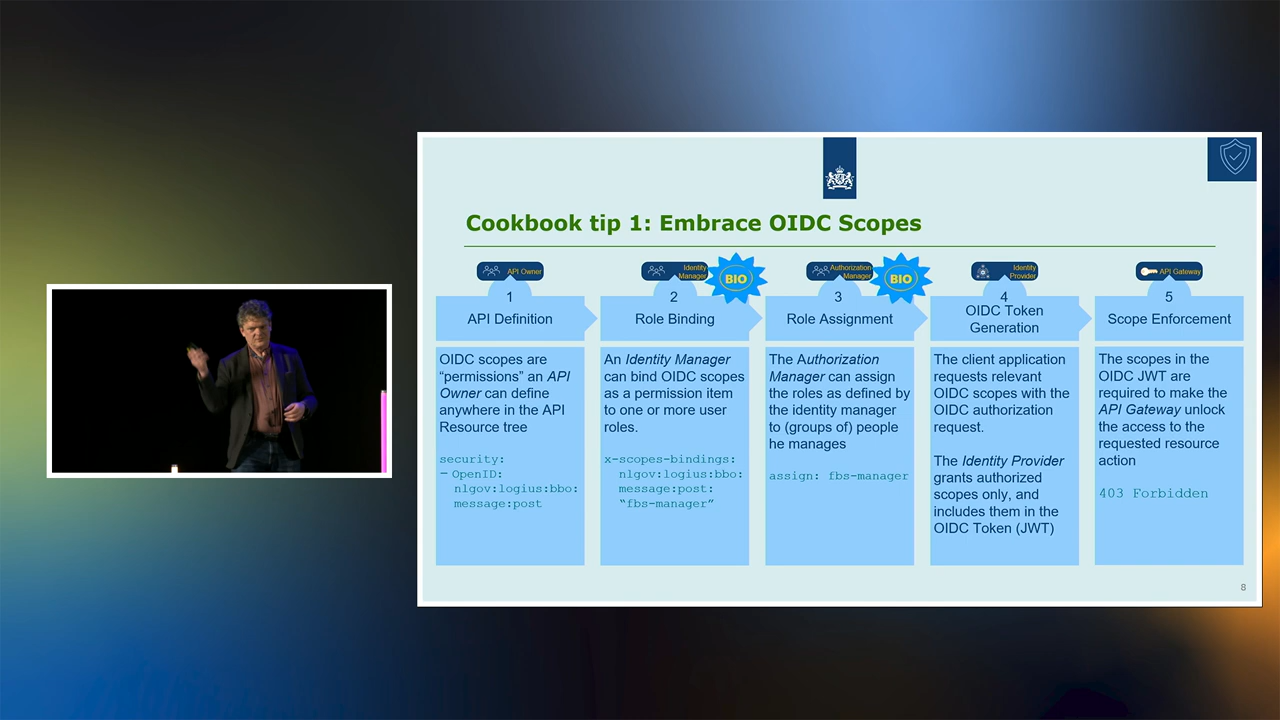 Cookbook tip 1: Embrace OIDC Scopes
API Owner
1
API Definition
OIDC scopes are
“permissions” an API
Owner can define
anywhere in the API
Resource tree
security:
– OpenID:
nlgov:logius:bbo:
message:post
Identity
Manager
BIO
2
Role Binding
An Identity Manager
can bind OIDC scopes
as a permission item
to one or more user
roles.
x-scopes-bindings:
nlgov:logius:bbo:
message:post:
“fbs-manager”
Authorization
Manager
BIO
3
Role Assignment
The Authorization
Manager can assign
the roles as defined by
the identity manager
to (groups of) people
he manages
assign: fbs-manager
Identity
Provider
4
OIDC Token
Generation
The client application
requests relevant
OIDC scopes with the
OIDC authorization
request.
The Identity Provider
grants authorized
scopes only, and
includes them in the
OIDC Token (JWT)
API Gateway
5
Scope Enforcement
The scopes in the
OIDC JWT are
required to make the
API Gateway unlock
the access to the
requested resource
action
403 Forbidden
8